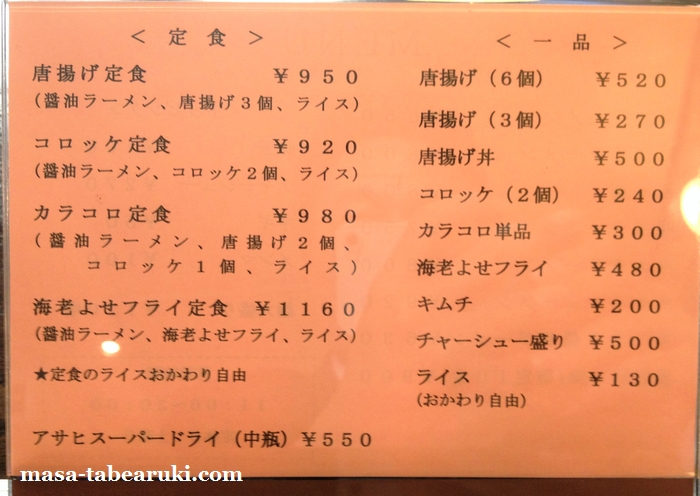 ＜ 定 食 ＞
唐揚げ定食 ￥９５０
（醤油ラーメン、唐揚げ３個、ライス）
コロッケ定食 ￥９２０
（醤油ラーメン、コロッケ２個、ライス）
カラコロ定食 ￥９８０
（醤油ラーメン、唐揚げ２個、
コロッケ１個、ライス）
海老よせフライ定食 ￥１１６０
（醤油ラーメン、海老よせフライ、ライス）
★定食のライスおかわり自由
アサヒスーパードライ（中瓶）￥５５０
＜ 一 品 ＞
唐揚げ（６個） ￥５２０
唐揚げ（３個） ￥２７０
唐揚げ丼 ￥５００
コロッケ（２個） ￥２４０
カラコロ単品 ￥３００
海老よせフライ ￥４８０
キムチ ￥２００
チャーシュー盛り ￥５００
ライス ￥１３０
（おかわり自由）
masa-tabearuki.com